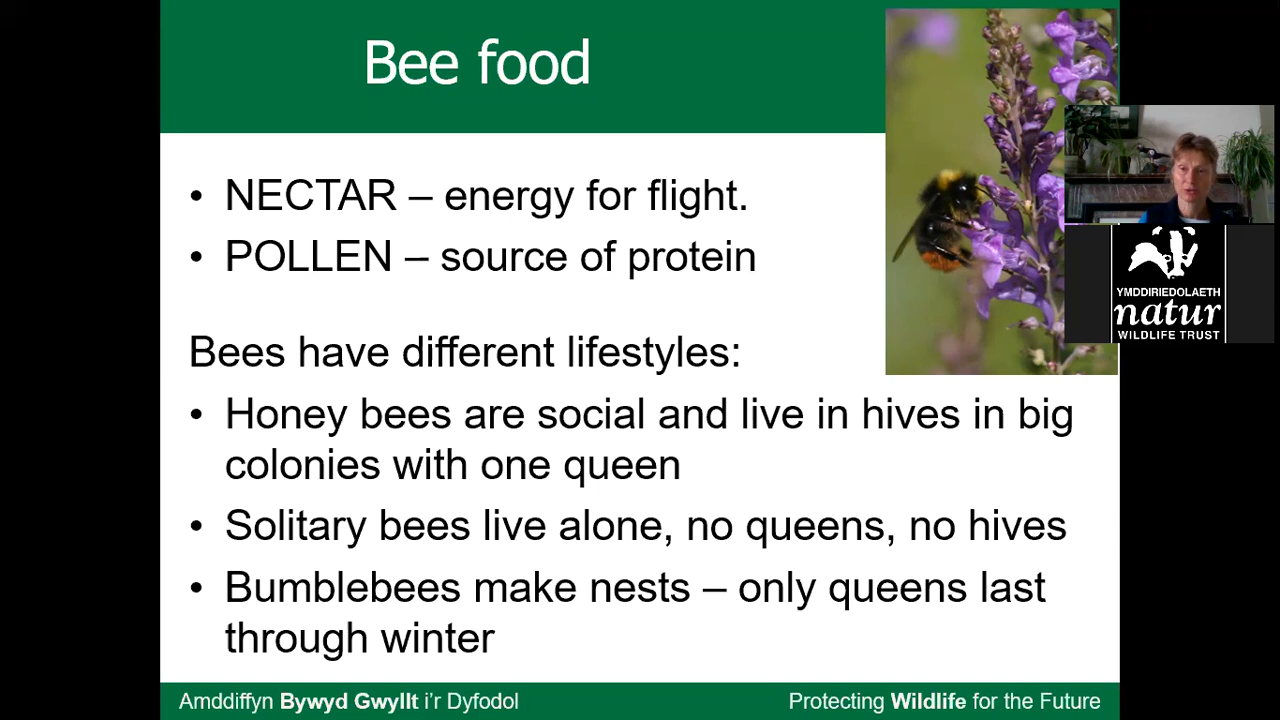 Bee food
• NECTAR – energy for flight.
• POLLEN – source of protein
Bees have different lifestyles:
• Honey bees are social and live in hives in big
colonies with one queen
• Solitary bees live alone, no queens, no hives
• Bumblebees make nests – only queens last
through winter
YMDDIRIEDOLAETH
natur
WILDLIFE TRUST
Amddiffyn Bywyd Gwyllt i'r Dyfodol
Protecting Wildlife for the Future